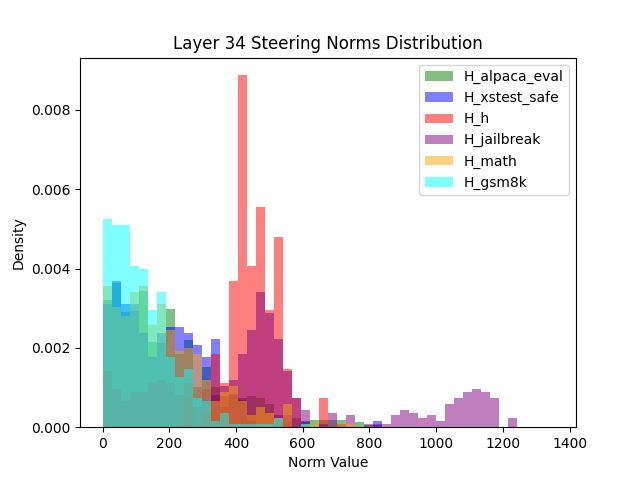 Layer 34 Steering Norms Distribution
H_alpaca_eval
H_xstest_safe
H_h
H_jailbreak
H_math
H_gsm8k
Density
0.008
0.006
0.004
0.002
0.000
0
200
400
600
800
1000
1200
1400
Norm Value